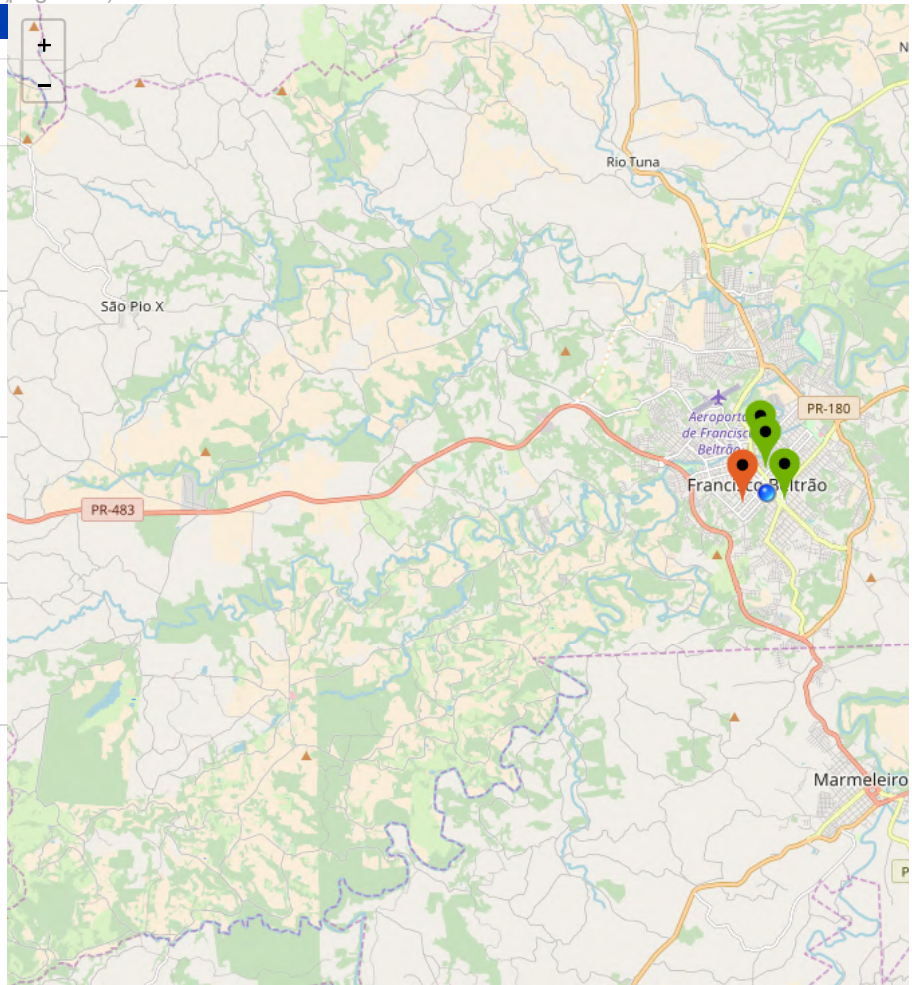 +
−
N
Rio Tuna
São Pio X
Aeroporto
de Francisco
Beltrão
PR-180
Francisco Beltrão
PR-483
Marmeleiro
P